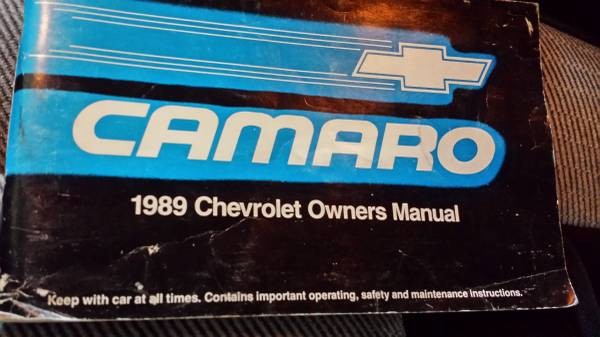 CAMARO
1989 Chevrolet Owners Manual
Keep with car at all times. Contains important operating, safety and maintenance instructions.